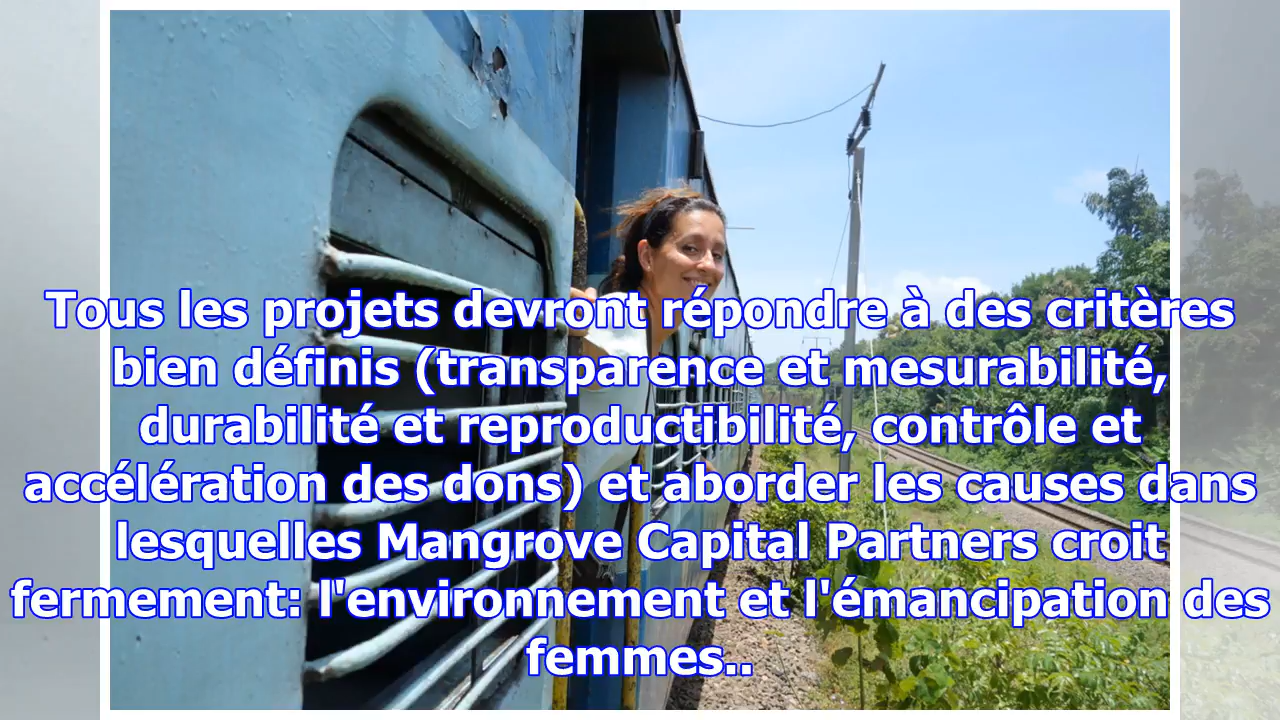 Tous les projets devront répondre à des critères
bien définis (transparence et mesurabilité,
durabilité et reproductibilité, contrôle et
accélération des dons) et aborder les causes dans
lesquelles Mangrove Capital Partners croit
fermement: l'environnement et l'émancipation des
femmes..